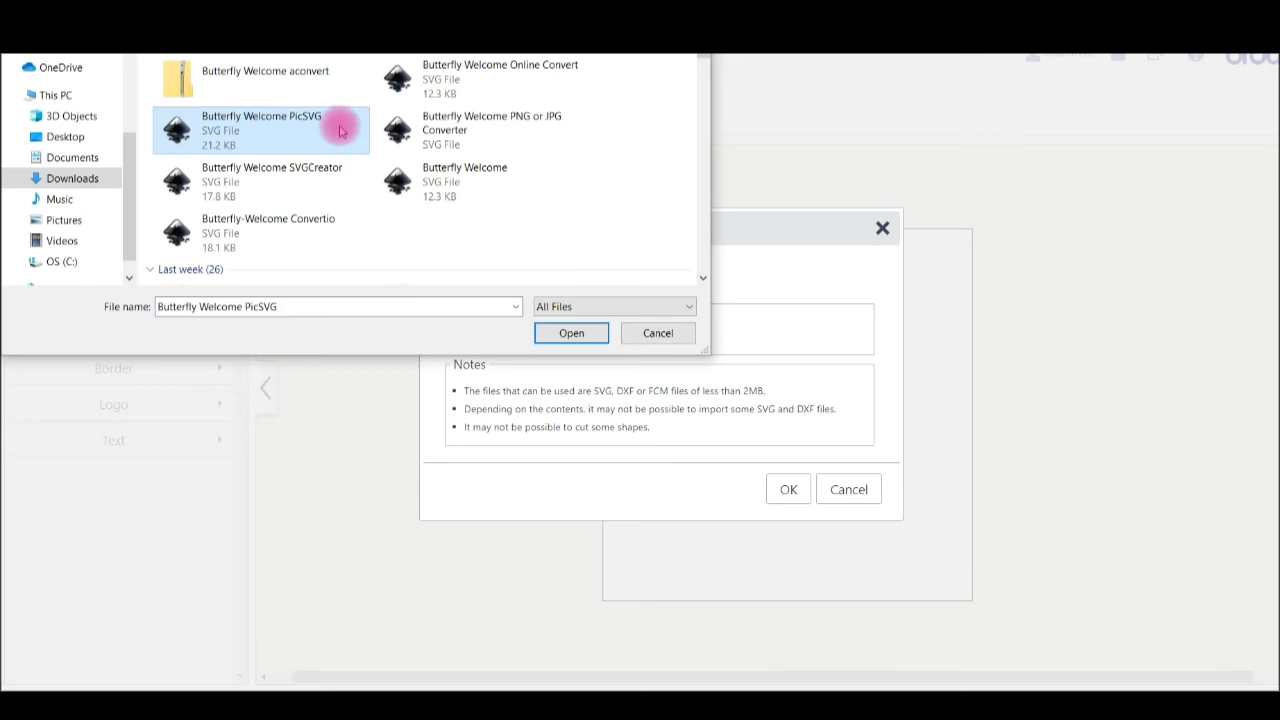 OneDrive
This PC
3D Objects
Desktop
Documents
Downloads
Music
Pictures
Videos
OS (C:)
Butterfly Welcome aconvert
Butterfly Welcome Online Convert
SVG File
12.3 KB
Butterfly Welcome PicSVG
SVG File
21.2 KB
Butterfly Welcome PNG or JPG
Converter
SVG File
Butterfly Welcome SVGCreator
SVG File
17.8 KB
Butterfly Welcome
SVG File
12.3 KB
Butterfly-Welcome Convertio
SVG File
18.1 KB
Last week (26)
File name:
Butterfly Welcome PicSVG
All Files
Open
Cancel
Border
Logo
Text
Notes
• The files that can be used are SVG, DXF or FCM files of less than 2MB.
• Depending on the contents, it may not be possible to import some SVG and DXF files.
• It may not be possible to cut some shapes.
OK
Cancel